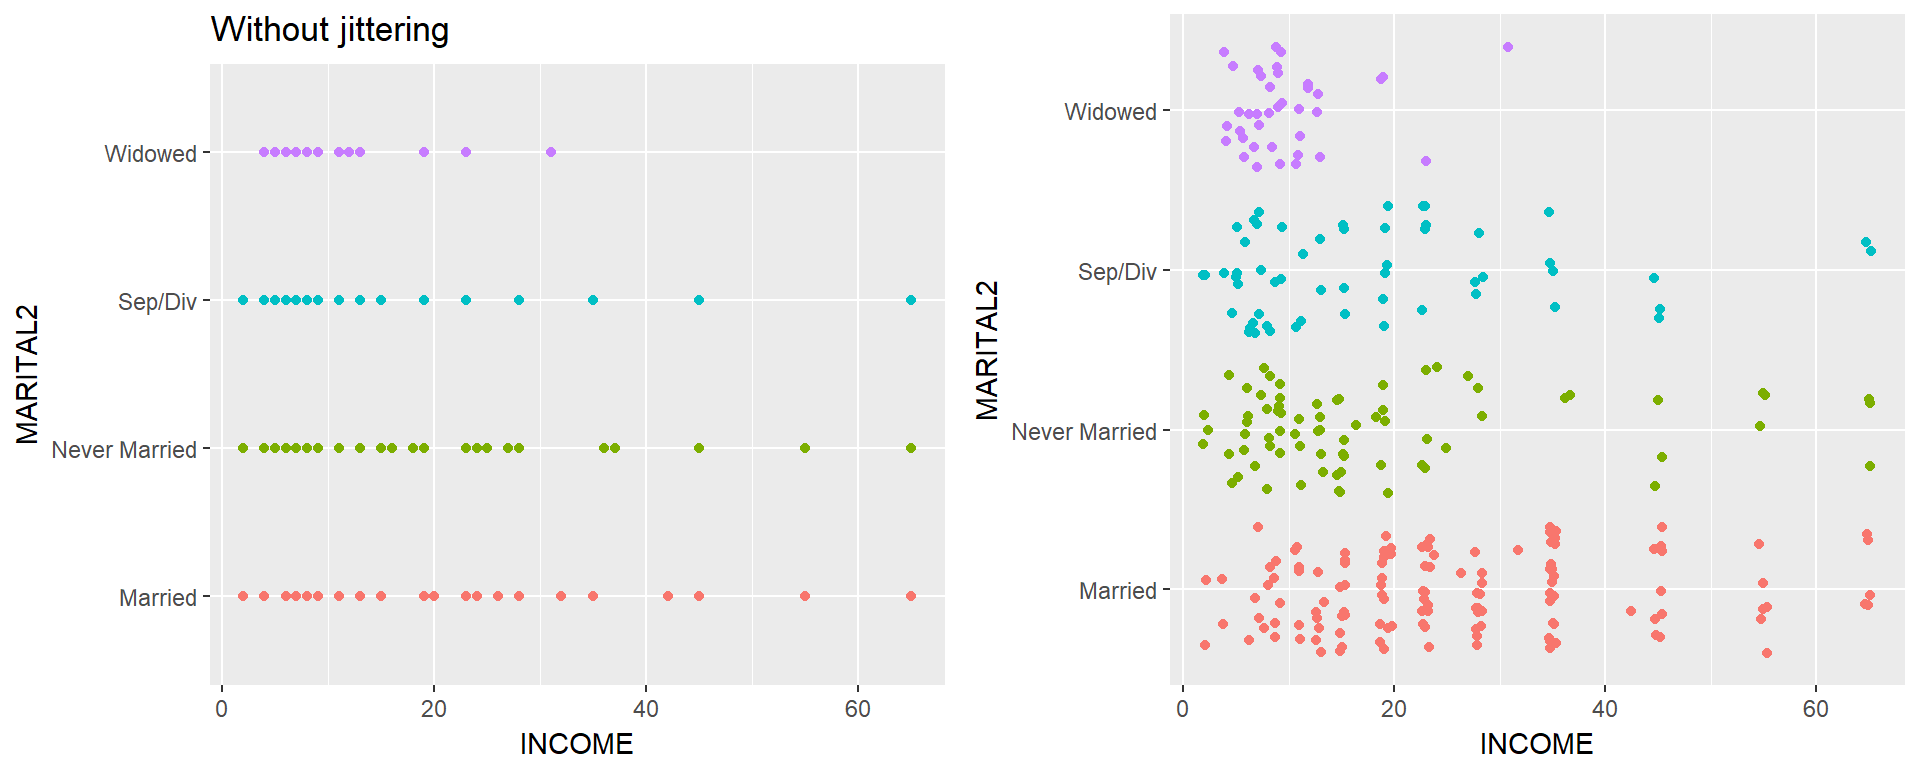 Without jittering
MARITAL2
Widowed
Sep/Div
Never Married
Married
0 20 40 60
INCOME
MARITAL2
Widowed
Sep/Div
Never Married
Married
0 20 40 60
INCOME